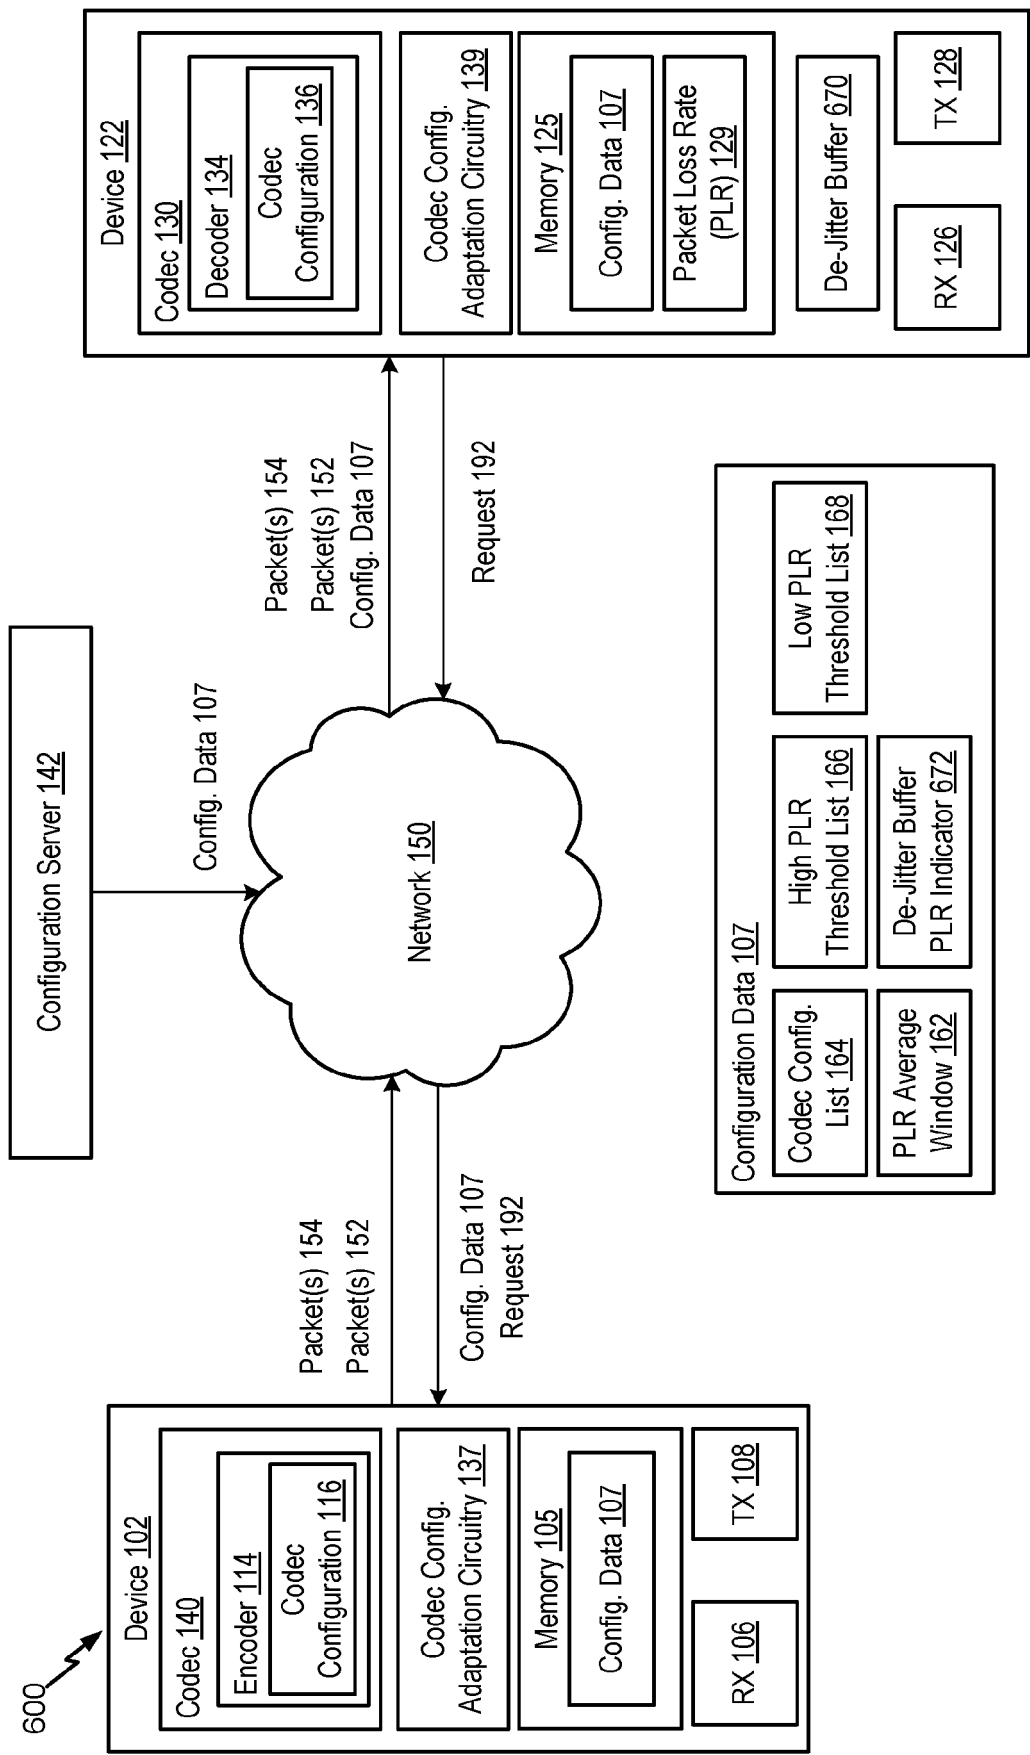 600
Configuration Server 142
Config. Data 107
Device 102
Codec 140
Encoder 114
Codec
Configuration 116
Codec Config.
Adaptation Circuitry 137
Memory 105
Config. Data 107
RX 106
TX 108
Packet(s) 154
Packet(s) 152
Config. Data 107
Request 192
Network 150
Packet(s) 154
Packet(s) 152
Config. Data 107
Request 192
Device 122
Codec 130
Decoder 134
Codec
Configuration 136
Codec Config.
Adaptation Circuitry 139
Memory 125
Config. Data 107
Packet Loss Rate
(PLR) 129
De-Jitter Buffer 670
RX 126
TX 128
Configuration Data 107
Codec Config.
List 164
High PLR
Threshold List 166
Low PLR
Threshold List 168
PLR Average
Window 162
De-Jitter Buffer
PLR Indicator 672